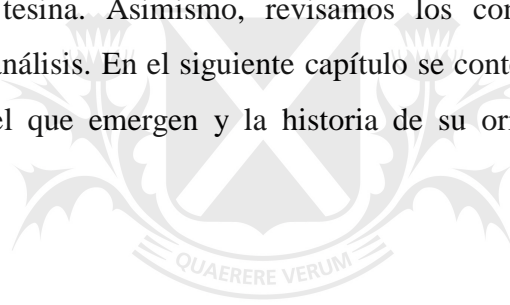 tesina. Asimismo, revisamos los con
nálisis. En el siguiente capítulo se cont
el que emergen y la historia de su ori
QUAERERE VERUM